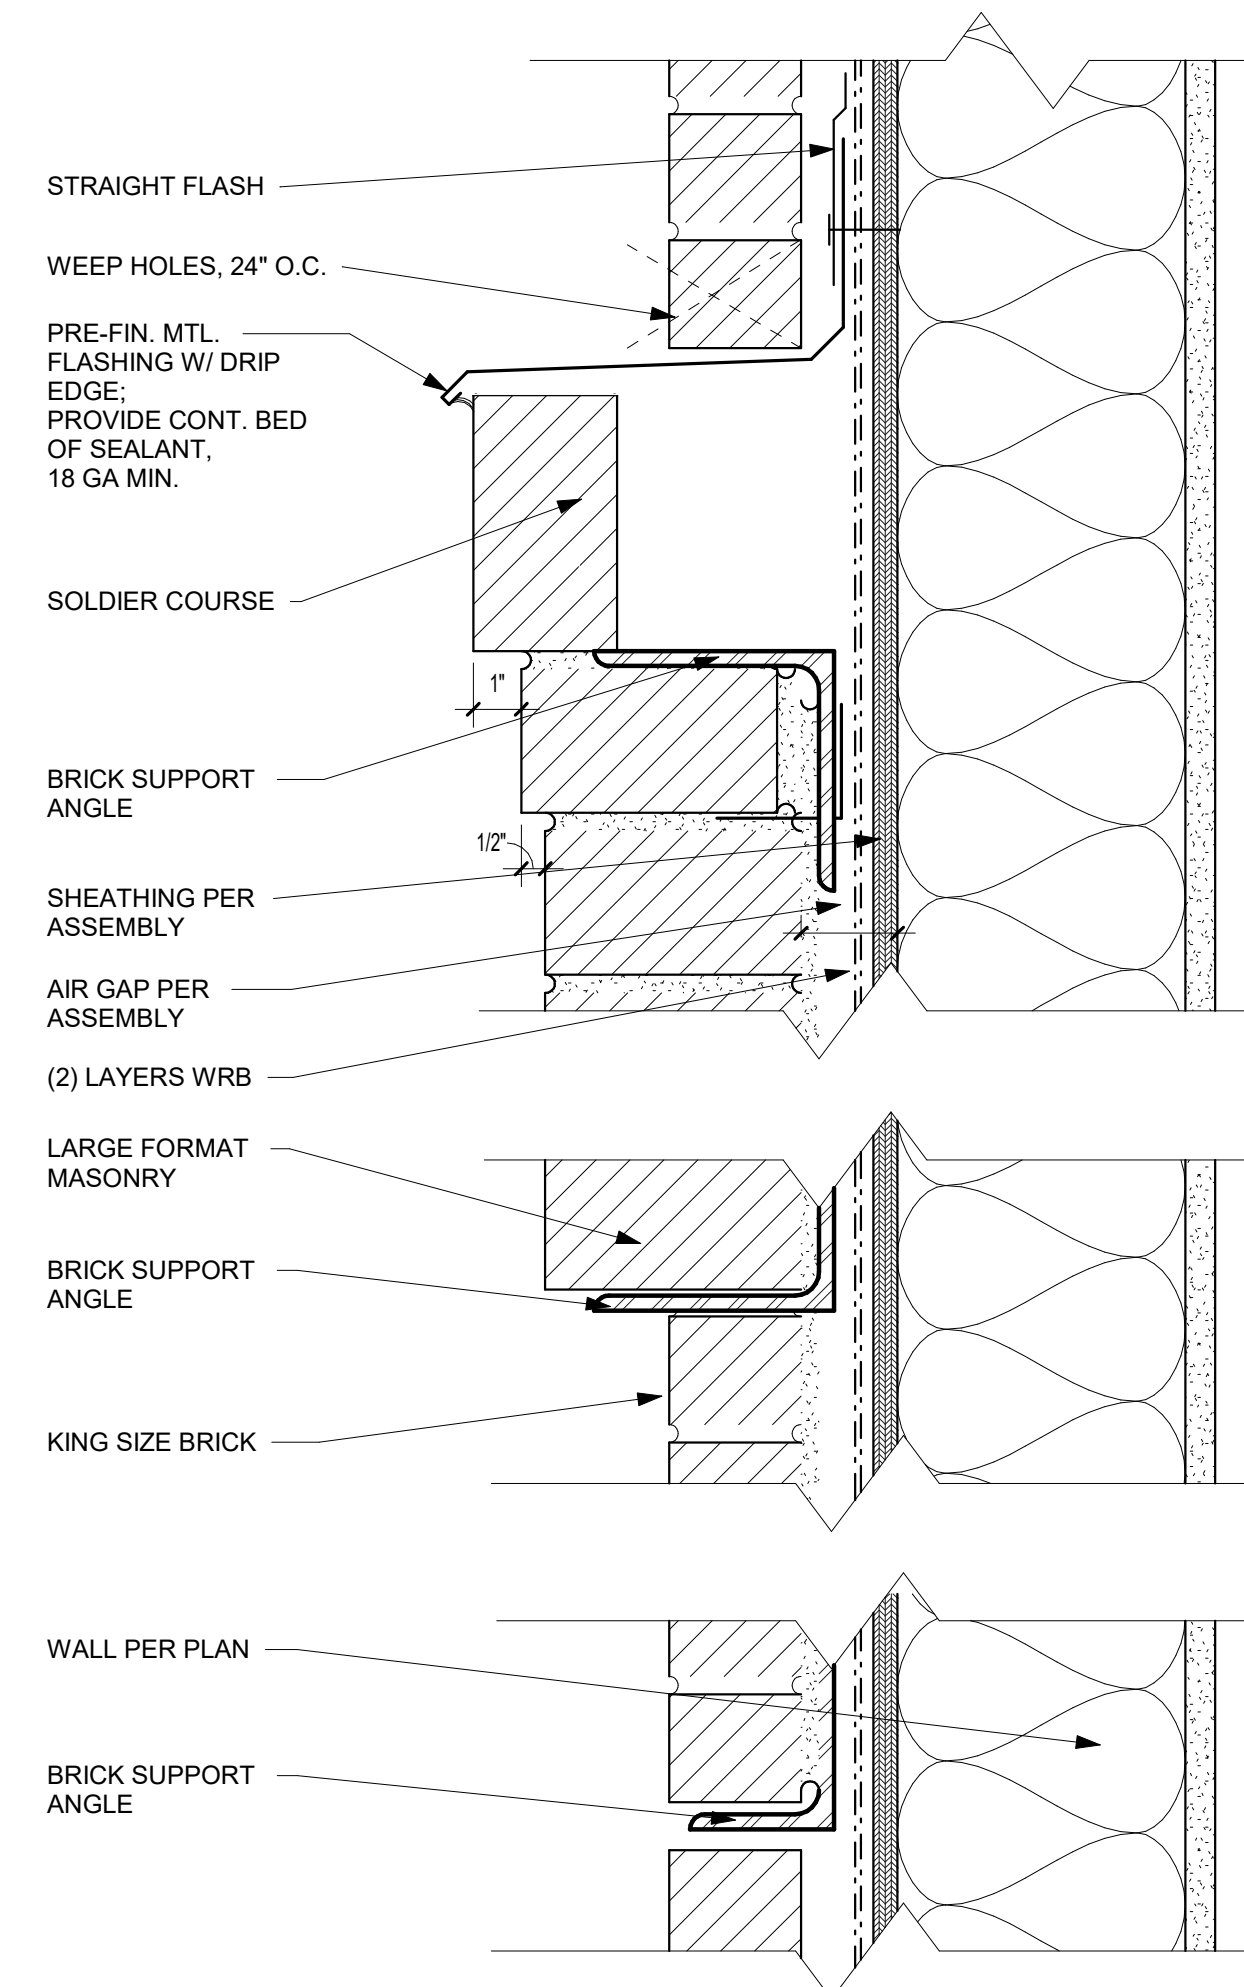 STRAIGHT FLASH
WEEP HOLES, 24" O.C.
PRE-FIN. MTL.
FLASHING W/ DRIP
EDGE;
PROVIDE CONT. BED
OF SEALANT,
18 GA MIN.
SOLDIER COURSE
1"
BRICK SUPPORT
ANGLE
1/2"
SHEATHING PER
ASSEMBLY
AIR GAP PER
ASSEMBLY
(2) LAYERS WRB
LARGE FORMAT
MASONRY
BRICK SUPPORT
ANGLE
KING SIZE BRICK
WALL PER PLAN
BRICK SUPPORT
ANGLE